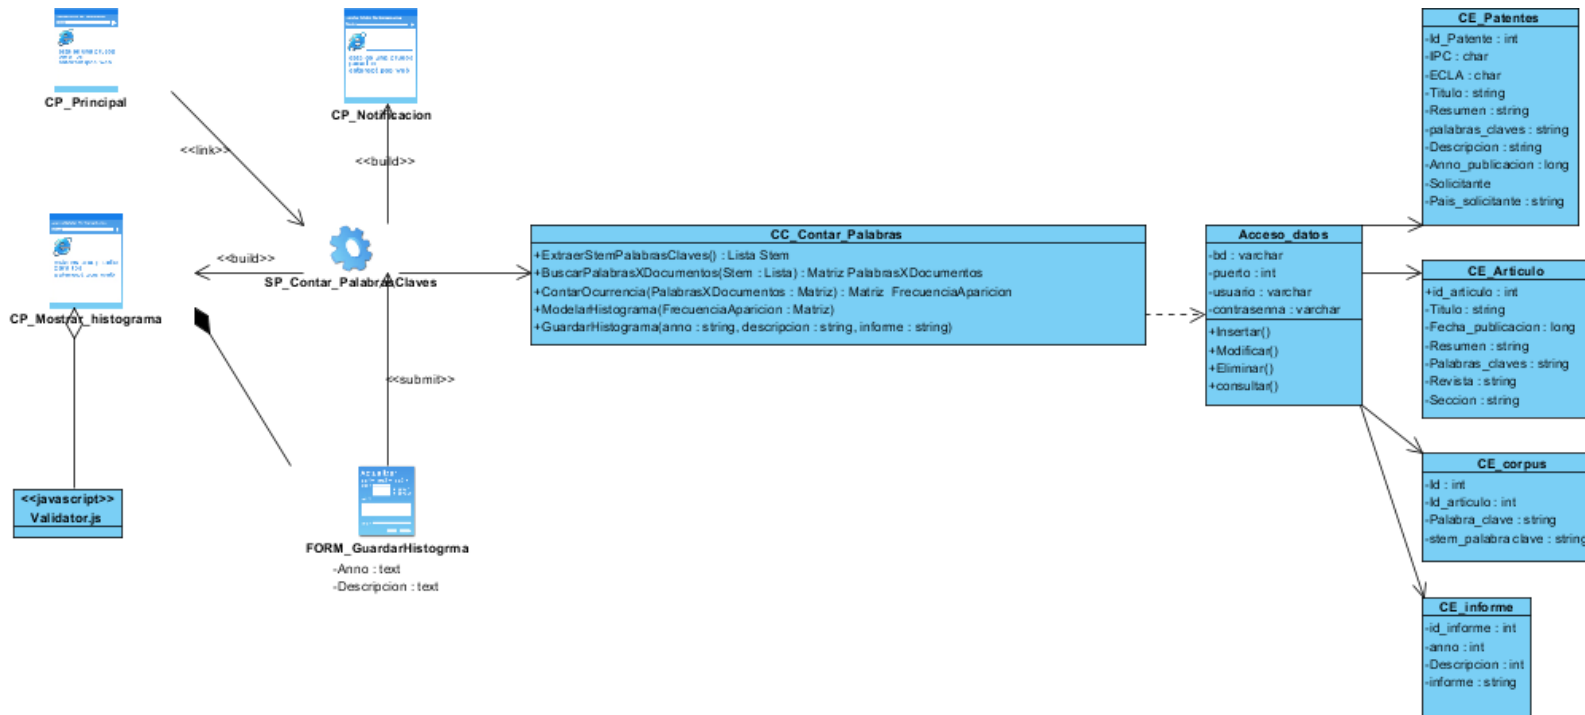 CP_Principal
<<link>>
CP_Notificacion
<<build>>
CP_Mostrar_histograma
<<build>>
SP_Contar_PalabrasClaves
<<submit>>
<<javascript>>
Validator.js
FORM_GuardarHistogrma
-Anno : text
-Descripcion : text
CC_Contar_Palabras
+ExtraerStemPalabrasClaves() : Lista Stem
+BuscarPalabrasXDocumentos(Stem : Lista) : Matriz PalabrasXDocumentos
+ContarOcurrencia(PalabrasXDocumentos : Matriz) : Matriz FrecuenciaAparicion
+ModelarHistograma(FrecuenciaAparicion : Matriz)
+GuardarHistograma(anno : string, descripcion : string, informe : string)
Acceso_datos
-bd : varchar
-puerto : int
-usuario : varchar
-contrasenna : varchar
+Insertar()
+Modificar()
+Eliminar()
+consultar()
CE_Patentes
-Id_Patente : int
-IPC : char
-ECLA : char
-Titulo : string
-Resumen : string
-palabras_claves : string
-Descripcion : string
-Anno_publicacion : long
-Solicitante
-Pais_solicitante : string
CE_Articulo
+id_articulo : int
-Titulo : string
-Fecha_publicacion : long
-Resumen : string
-Palabras_claves : string
-Revista : string
-Seccion : string
CE_corpus
-Id : int
-Id_articulo : int
-Palabra_clave : string
-stem_palabra clave : string
CE_informe
-id_informe : int
-anno : int
-Descripcion : int
-informe : string